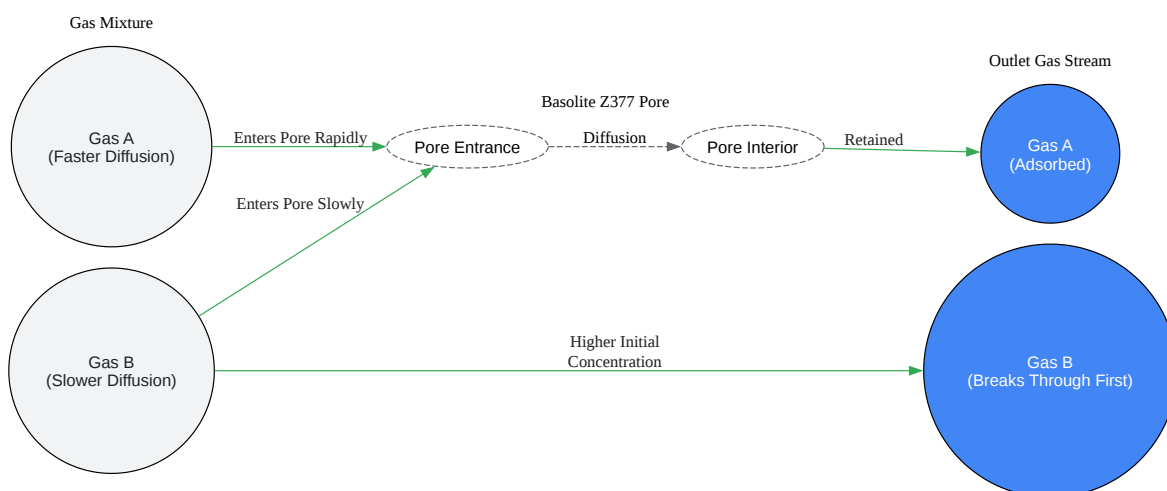 Gas Mixture
Gas A
(Faster Diffusion)
Enters Pore Rapidly
Enters Pore Slowly
Gas B
(Slower Diffusion)
Basolite Z377 Pore
Pore Entrance
Diffusion
Pore Interior
Retained
Higher Initial
Concentration
Outlet Gas Stream
Gas A
(Adsorbed)
Gas B
(Breaks Through First)